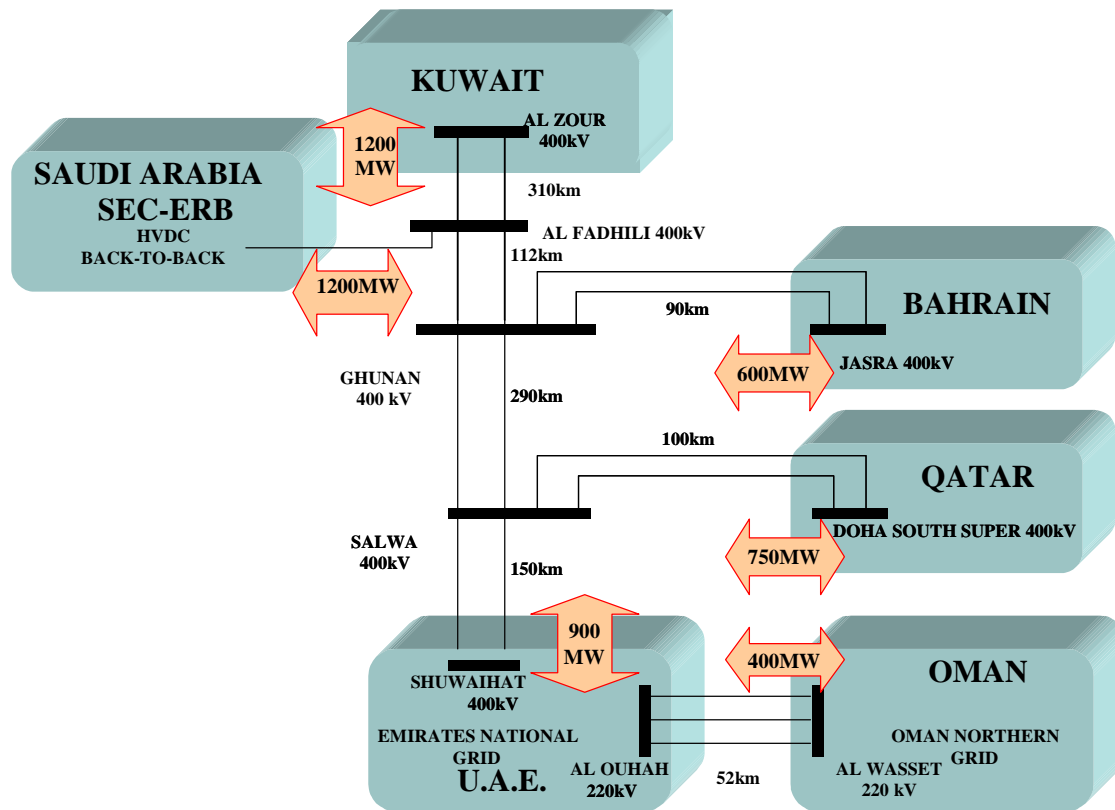 KUWAIT
AL ZOUR
400kV
1200
MW
SAUDI ARABIA
SEC-ERB
HVDC
BACK-TO-BACK
310km
AL FADHILI 400kV
112km
1200MW
BAHRAIN
90km
JASRA 400kV
600MW
GHUNAN
400 kV
290km
100km
QATAR
DOHA SOUTH SUPER 400kV
750MW
SALWA
400kV
150km
900
MW
400MW
OMAN
SHUWAIHAT
400kV
EMIRATES NATIONAL
GRID
U.A.E.
AL OUHAH
220kV
52km
OMAN NORTHERN
GRID
AL WASSET
220 kV